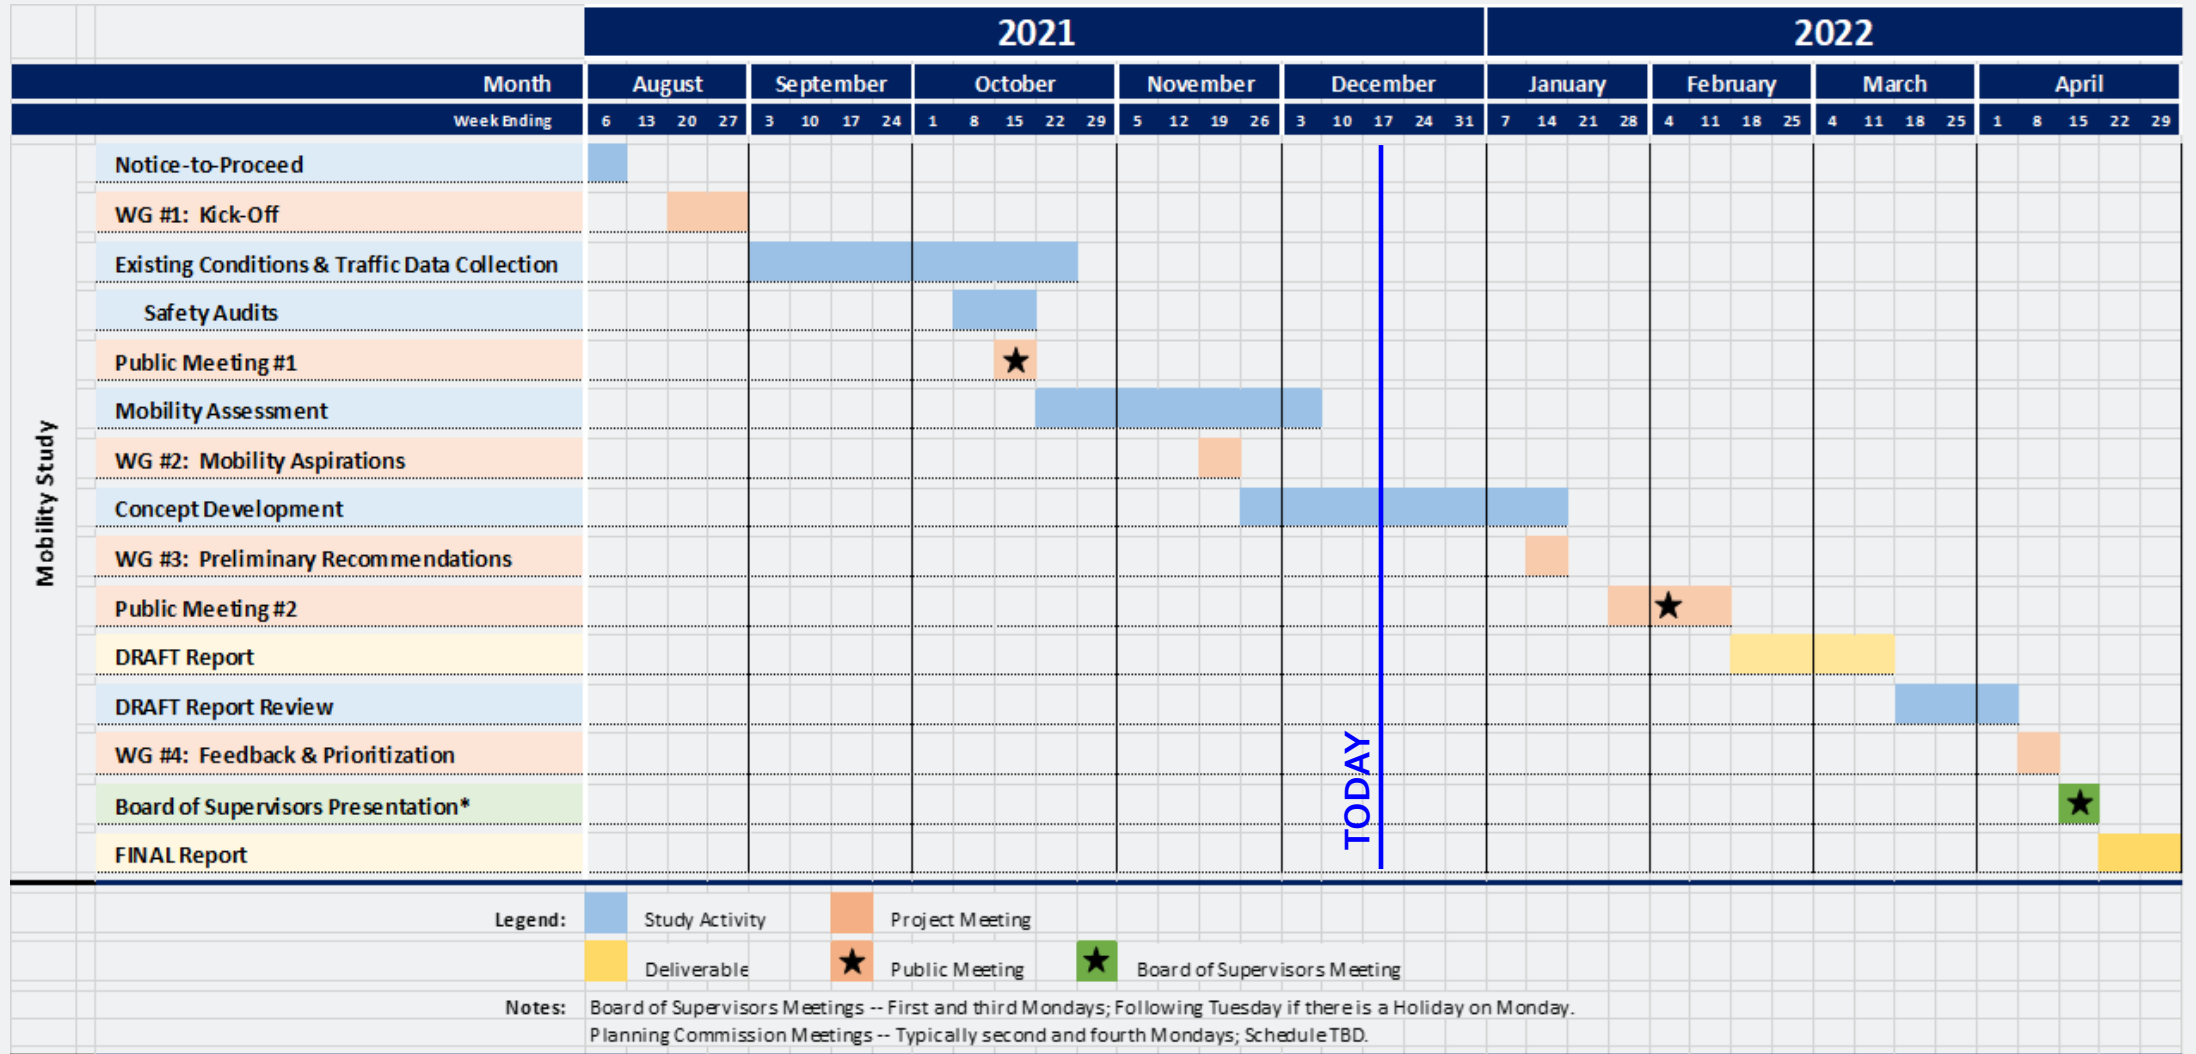 2021 2022
Month August September October November December January February March April
Week Ending 6 13 20 27 3 10 17 24 1 8 15 22 29 5 12 19 26 3 10 17 24 31 7 14 21 28 4 11 18 25 4 11 18 25 1 8 15 22 29
Mobility Study
Notice-to-Proceed
WG #1: Kick-Off
Existing Conditions & Traffic Data Collection
Safety Audits
Public Meeting #1
Mobility Assessment
WG #2: Mobility Aspirations
Concept Development
WG #3: Preliminary Recommendations
Public Meeting #2
DRAFT Report
DRAFT Report Review
WG #4: Feedback & Prioritization
Board of Supervisors Presentation*
FINAL Report
TODAY
Legend: Study Activity Project Meeting
Deliverable Public Meeting Board of Supervisors Meeting
Notes: Board of Supervisors Meetings -- First and third Mondays; Following Tuesday if there is a Holiday on Monday.
Planning Commission Meetings -- Typically second and fourth Mondays; Schedule TBD.